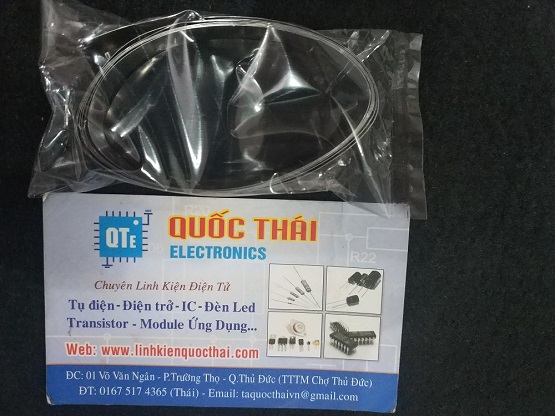 QTE
QUỐC THÁI
ELECTRONICS
Chuyên Linh Kiện Điện Tử
Tụ điện - Điện trở - IC - Đèn Led
Transistor - Module Ứng Dụng...
Web: www.linhkienquocthai.com
ĐC: 01 Võ Văn Ngân - P.Trường Thọ - Q.Thủ Đức (TTTM Chợ Thủ Đức)
ĐT: 0167 517 4365 (Thái) - Email: taquocthaivn@gmail.com
R22